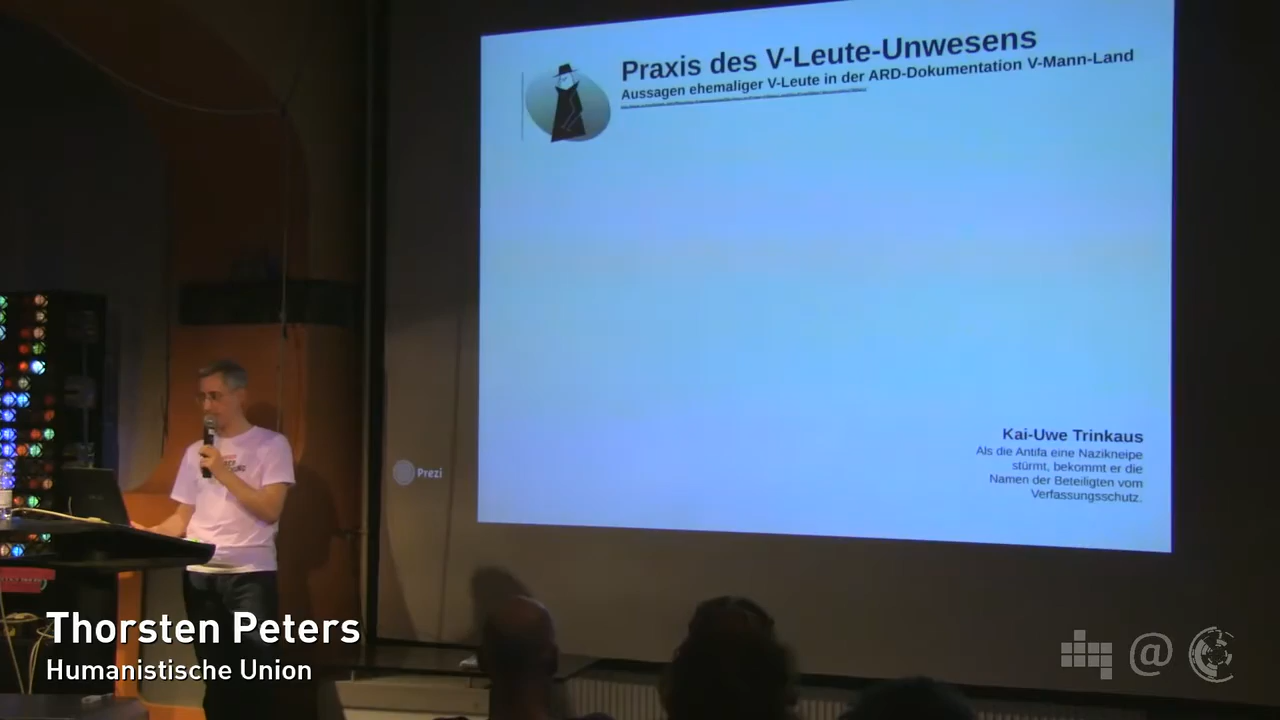 Praxis des V-Leute-Unwesens
Aussagen ehemaliger V-Leute in der ARD-Dokumentation V-Mann-Land
Kai-Uwe Trinkaus
Als die Antifa eine Nazikneipe
stürmt, bekommt er die
Namen der Beteiligten vom
Verfassungsschutz.
Prezi
Thorsten Peters
Humanistische Union
@